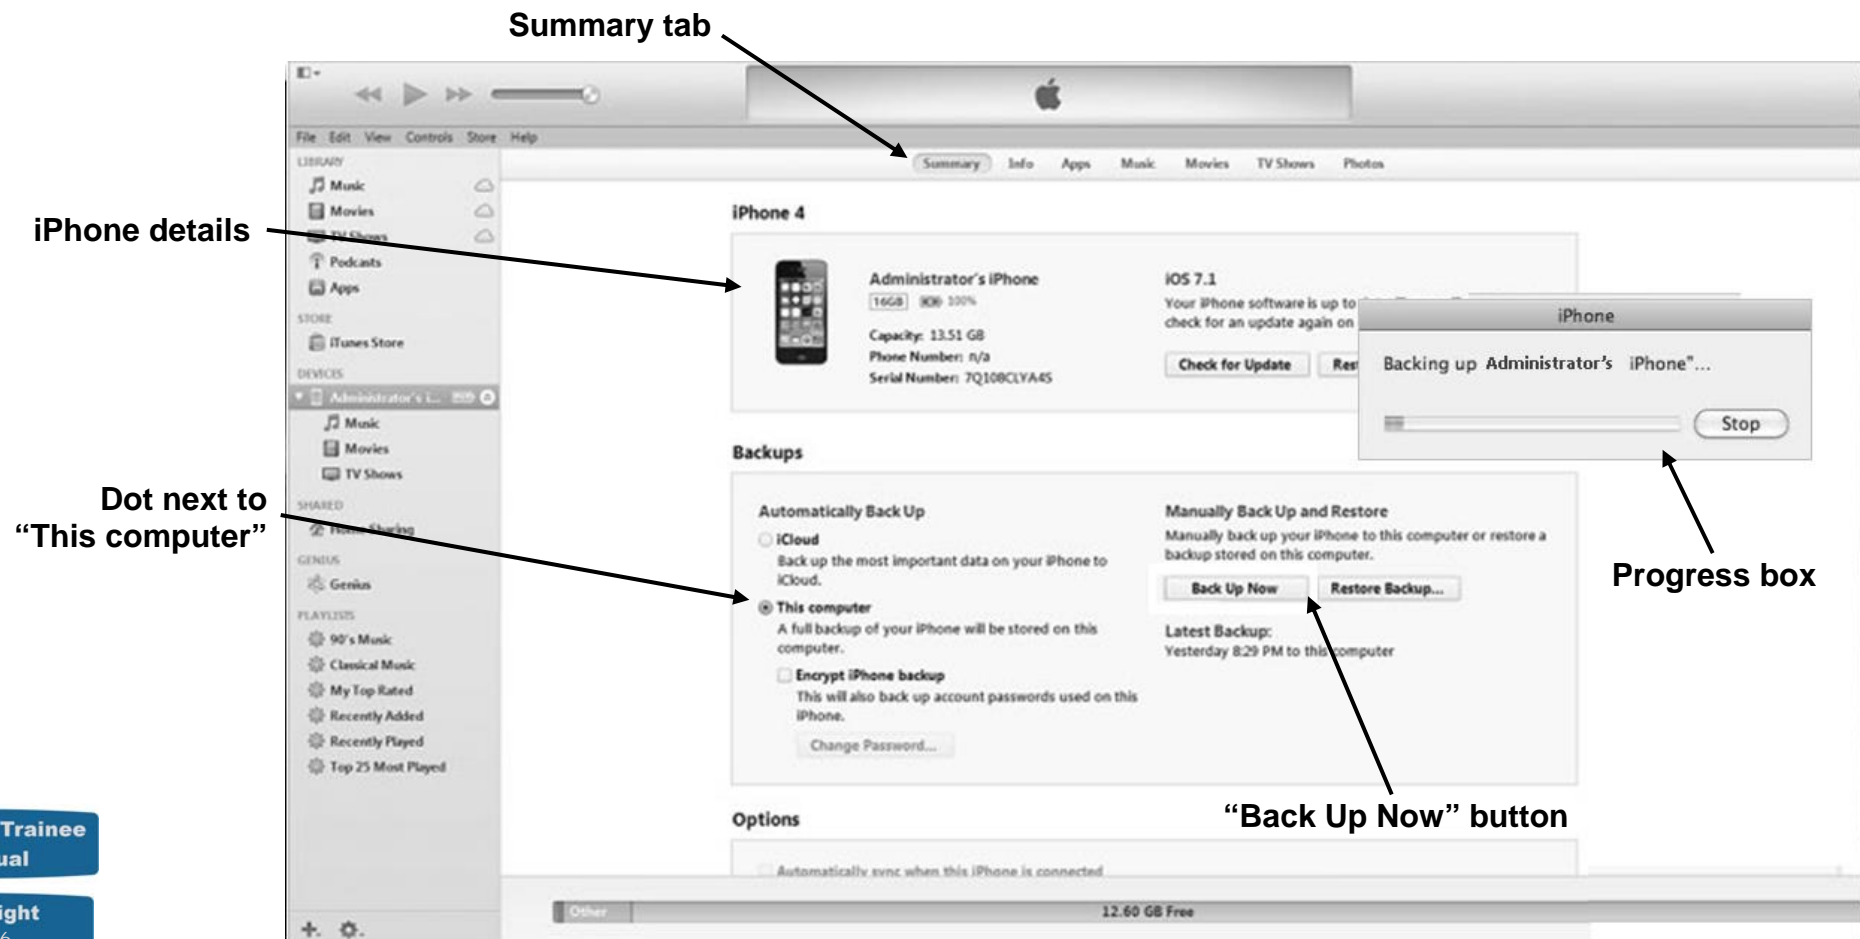 Summary tab
File Edit View Controls Store Help
LIBRARY
Music
Movies
TV Shows
Podcasts
Apps
STORE
iTunes Store
DEVICES
Administrator's i...
Music
Movies
TV Shows
SHARED
Home Sharing
GENIUS
Genius
PLAYLISTS
90's Music
Classical Music
My Top Rated
Recently Added
Recently Played
Top 25 Most Played
iPhone details
Dot next to
“This computer”
Summary Info Apps Music Movies TV Shows Photos
iPhone 4
Administrator's iPhone
16GB 100%
Capacity: 13.51 GB
Phone Number: n/a
Serial Number: 7Q108CLYA4S
iOS 7.1
Your iPhone software is up to
check for an update again on
Check for Update Res
iPhone
Backing up Administrator's iPhone"...
Stop
Progress box
Backups
Automatically Back Up
iCloud
Back up the most important data on your iPhone to
iCloud.
This computer
A full backup of your iPhone will be stored on this
computer.
Encrypt iPhone backup
This will also back up account passwords used on this
iPhone.
Change Password...
Manually Back Up and Restore
Manually back up your iPhone to this computer or restore a
backup stored on this computer.
Back Up Now Restore Backup...
Latest Backup:
Yesterday 8:29 PM to this computer
“Back Up Now” button
Options
Automatically sync when this iPhone is connected
Other 12.60 GB Free
Trainee
ual
ight
6